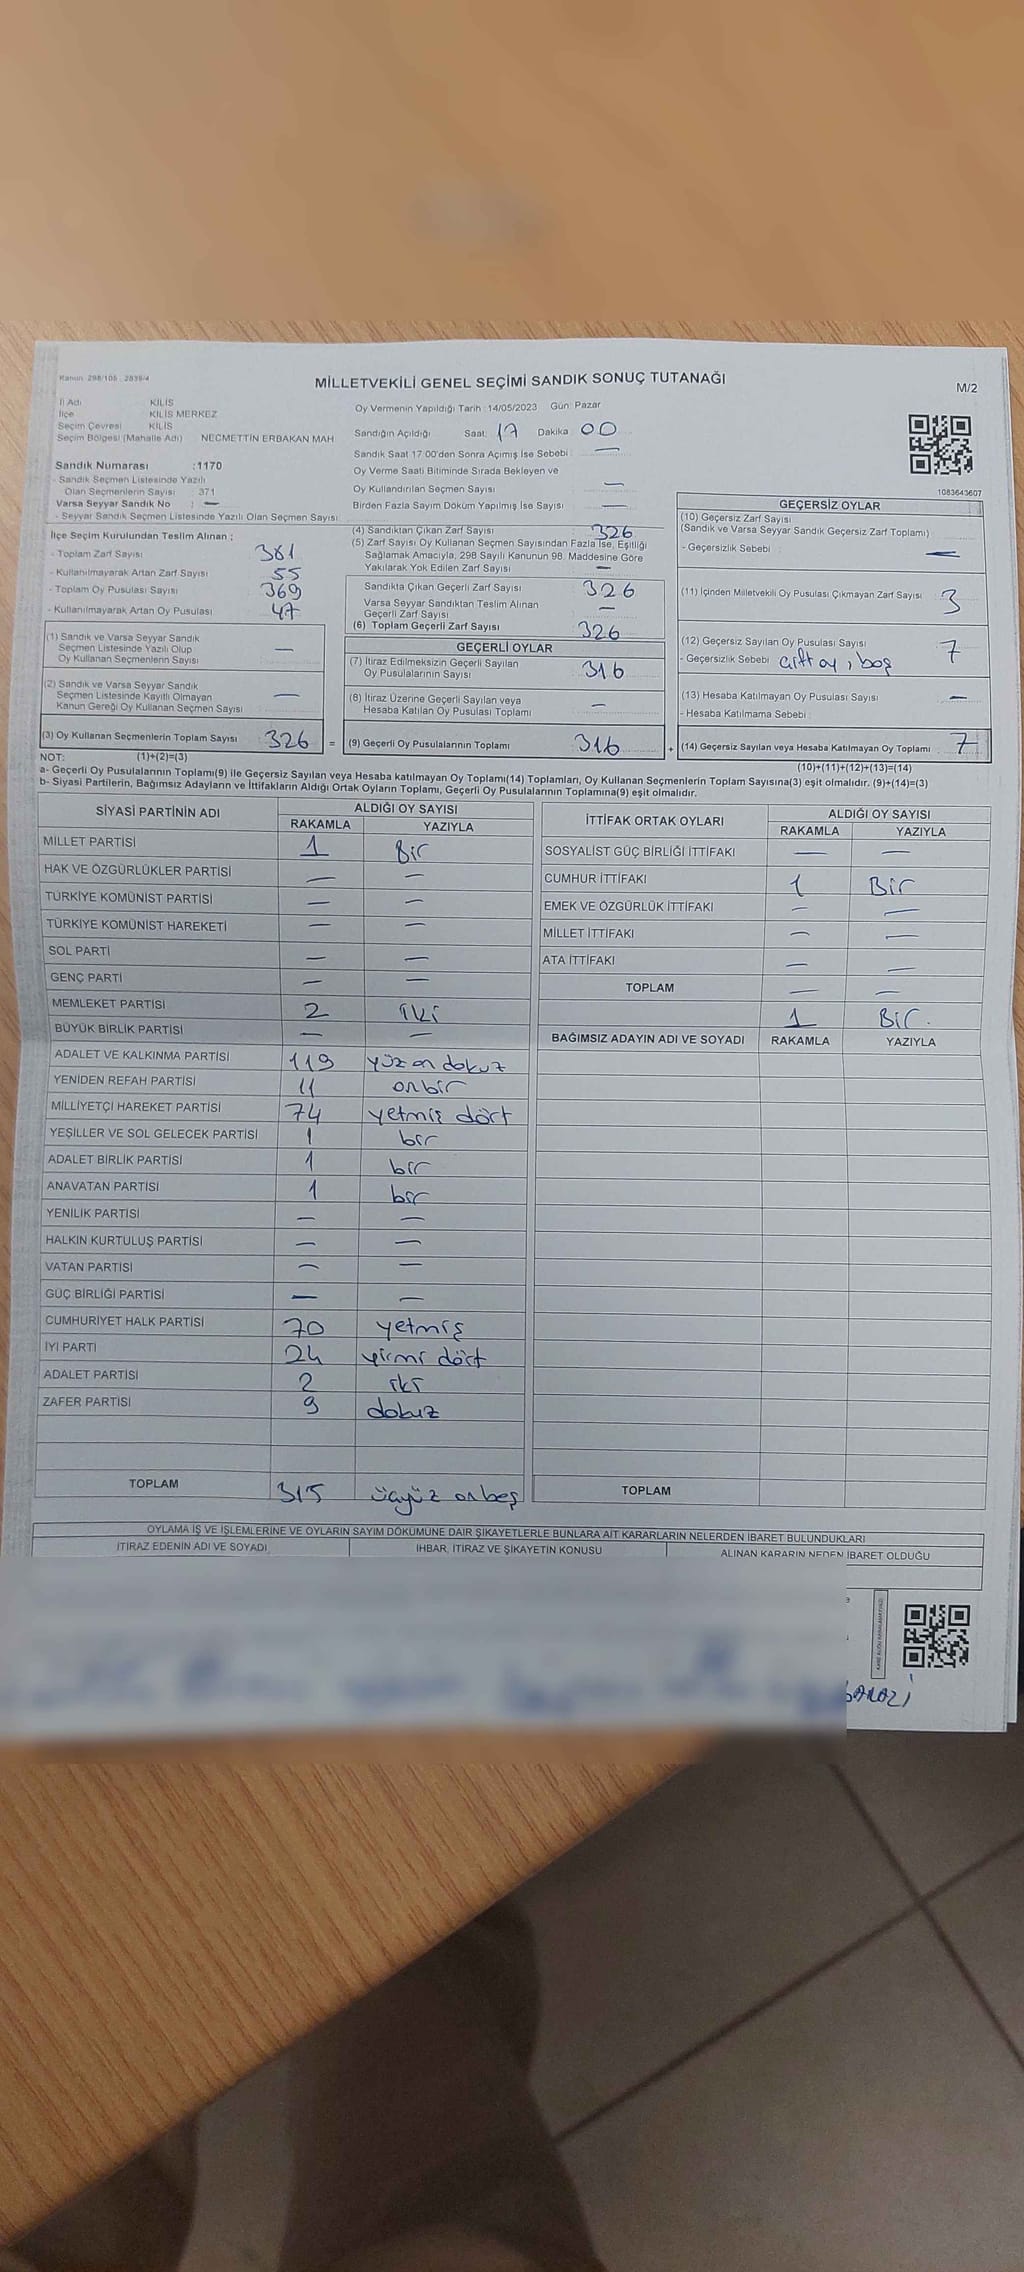 Kanun: 298/105 , 2839/4
MİLLETVEKİLİ GENEL SEÇİMİ SANDIK SONUÇ TUTANAĞI
M/2
İl Adı KİLİS
İlçe KİLİS MERKEZ
Seçim Çevresi KİLİS
Seçim Bölgesi (Mahalle Adı) NECMETTİN ERBAKAN MAH
Sandık Numarası :1170
- Sandık Seçmen Listesinde Yazılı
Olan Seçmenlerin Sayısı : 371
Varsa Seyyar Sandık No : —
- Seyyar Sandık Seçmen Listesinde Yazılı Olan Seçmen Sayısı:
Oy Vermenin Yapıldığı Tarih :14/05/2023 Gün: Pazar
Sandığın Açıldığı Saat: 17 Dakika 00
Sandık Saat 17:00'den Sonra Açımış İse Sebebi : —
Oy Verme Saati Bitiminde Sırada Bekleyen ve
Oy Kullandırılan Seçmen Sayısı —
Birden Fazla Sayım Döküm Yapılmış İse Sayısı : —
1083643607
İlçe Seçim Kurulundan Teslim Alınan ;
- Toplam Zarf Sayısı 381
- Kullanılmayarak Artan Zarf Sayısı 55
- Toplam Oy Pusulası Sayısı 369
- Kullanılmayarak Artan Oy Pusulası 47
(1) Sandık ve Varsa Seyyar Sandık
Seçmen Listesinde Yazılı Olup
Oy Kullanan Seçmenlerin Sayısı —
(2) Sandık ve Varsa Seyyar Sandık
Seçmen Listesinde Kayıtlı Olmayan
Kanun Gereği Oy Kullanan Seçmen Sayısı —
(3) Oy Kullanan Seçmenlerin Toplam Sayısı 326 =
(4) Sandıktan Çıkan Zarf Sayısı : 326
(5) Zarf Sayısı Oy Kullanan Seçmen Sayısından Fazla İse, Eşitliği
Sağlamak Amacıyla, 298 Sayılı Kanunun 98. Maddesine Göre
Yakılarak Yok Edilen Zarf Sayısı —
Sandıkta Çıkan Geçerli Zarf Sayısı 326
Varsa Seyyar Sandıktan Teslim Alınan
Geçerli Zarf Sayısı —
(6) Toplam Geçerli Zarf Sayısı 326
GEÇERLİ OYLAR
(7) İtiraz Edilmeksizin Geçerli Sayılan
Oy Pusulalarının Sayısı 316
(8) İtiraz Üzerine Geçerli Sayılan veya
Hesaba Katılan Oy Pusulası Toplamı —
(9) Geçerli Oy Pusulalarının Toplamı 316 +
GEÇERSİZ OYLAR
(10) Geçersiz Zarf Sayısı
(Sandık ve Varsa Seyyar Sandık Geçersiz Zarf Toplamı)
- Geçersizlik Sebebi : —
(11) İçinden Milletvekili Oy Pusulası Çıkmayan Zarf Sayısı 3
(12) Geçersiz Sayılan Oy Pusulası Sayısı 7
- Geçersizlik Sebebi çift oy, boş
(13) Hesaba Katılmayan Oy Pusulası Sayısı —
- Hesaba Katılmama Sebebi :
(14) Geçersiz Sayılan veya Hesaba Katılmayan Oy Toplamı : 7
NOT: (1)+(2)=(3) (10)+(11)+(12)+(13)=(14)
a- Geçerli Oy Pusulalarının Toplamı(9) ile Geçersiz Sayılan veya Hesaba katılmayan Oy Toplamı(14) Toplamları, Oy Kullanan Seçmenlerin Toplam Sayısına(3) eşit olmalıdır. (9)+(14)=(3)
b- Siyasi Partilerin, Bağımsız Adayların ve İttifakların Aldığı Ortak Oyların Toplamı, Geçerli Oy Pusulalarının Toplamına(9) eşit olmalıdır.
SİYASİ PARTİNİN ADI ALDIĞI OY SAYISI
RAKAMLA YAZIYLA
MİLLET PARTİSİ 1 Bir
HAK VE ÖZGÜRLÜKLER PARTİSİ — —
TÜRKİYE KOMÜNİST PARTİSİ — —
TÜRKİYE KOMÜNİST HAREKETİ — —
SOL PARTİ — —
GENÇ PARTİ — —
MEMLEKET PARTİSİ 2 iki
BÜYÜK BİRLİK PARTİSİ — —
ADALET VE KALKINMA PARTİSİ 119 yüz on dokuz
YENİDEN REFAH PARTİSİ 11 onbir
MİLLİYETÇİ HAREKET PARTİSİ 74 yetmiş dört
YEŞİLLER VE SOL GELECEK PARTİSİ 1 bir
ADALET BİRLİK PARTİSİ 1 bir
ANAVATAN PARTİSİ 1 bir
YENİLİK PARTİSİ — —
HALKIN KURTULUŞ PARTİSİ — —
VATAN PARTİSİ — —
GÜÇ BİRLİĞİ PARTİSİ — —
CUMHURİYET HALK PARTİSİ 70 yetmiş
İYİ PARTİ 24 yirmi dört
ADALET PARTİSİ 2 iki
ZAFER PARTİSİ 9 dokuz
TOPLAM 315 üçyüz onbeş
İTTİFAK ORTAK OYLARI ALDIĞI OY SAYISI
RAKAMLA YAZIYLA
SOSYALİST GÜÇ BİRLİĞİ İTTİFAKI — —
CUMHUR İTTİFAKI 1 Bir
EMEK VE ÖZGÜRLÜK İTTİFAKI — —
MİLLET İTTİFAKI — —
ATA İTTİFAKI — —
TOPLAM — —
1 Bir.
BAĞIMSIZ ADAYIN ADI VE SOYADI RAKAMLA YAZIYLA
TOPLAM
OYLAMA İŞ VE İŞLEMLERİNE VE OYLARIN SAYIM DÖKÜMÜNE DAİR ŞİKAYETLERLE BUNLARA AİT KARARLARIN NELERDEN İBARET BULUNDUKLARI
İTİRAZ EDENİN ADI VE SOYADI İHBAR, İTİRAZ VE ŞİKAYETİN KONUSU ALINAN KARARIN NEDEN İBARET OLDUĞU